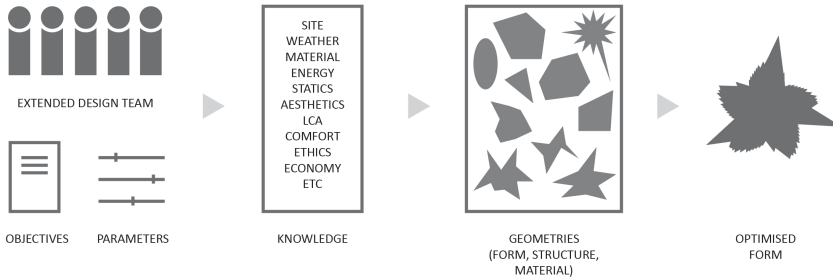 EXTENDED DESIGN TEAM
OBJECTIVES
PARAMETERS
SITE
WEATHER
MATERIAL
ENERGY
STATICS
AESTHETICS
LCA
COMFORT
ETHICS
ECONOMY
ETC
KNOWLEDGE
GEOMETRIES
(FORM, STRUCTURE,
MATERIAL)
OPTIMISED
FORM